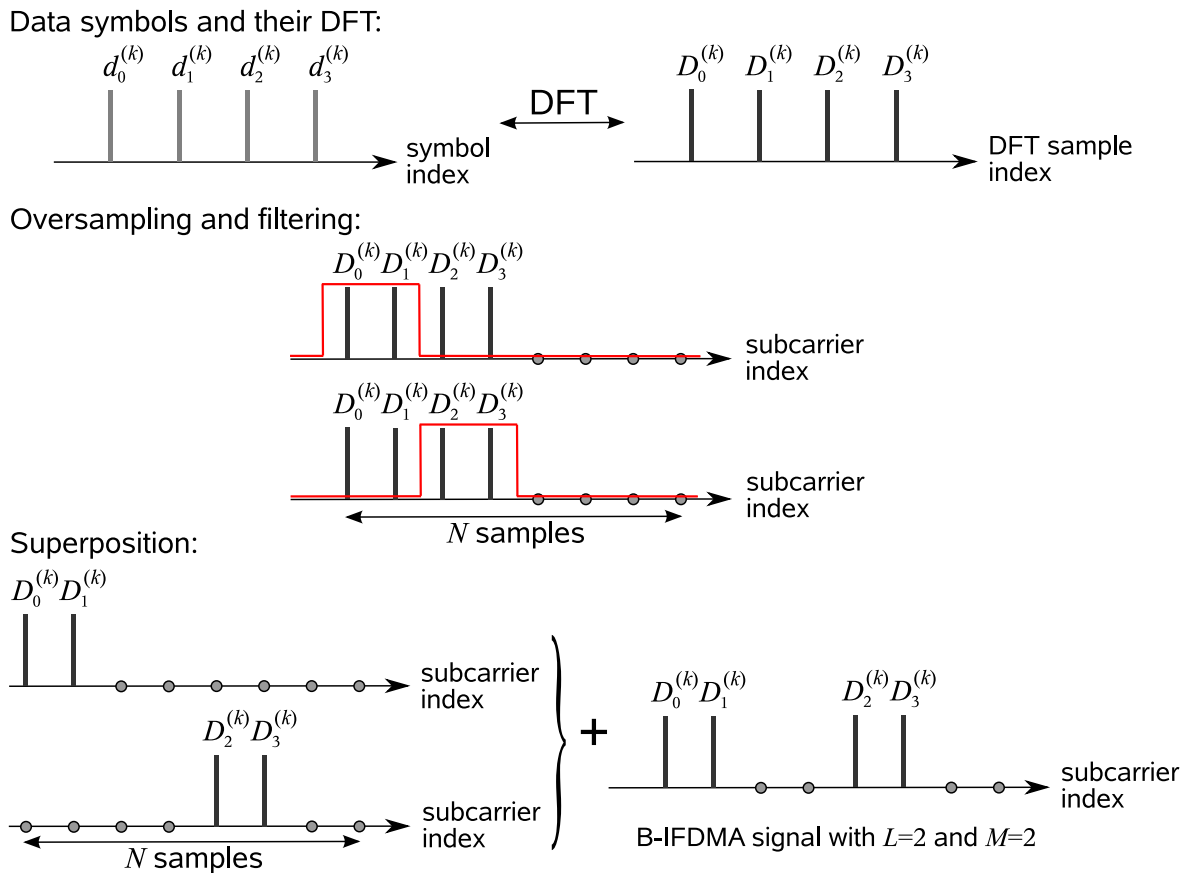 Data symbols and their DFT:
d₀⁽ᵏ⁾ d₁⁽ᵏ⁾ d₂⁽ᵏ⁾ d₃⁽ᵏ⁾
symbol
index
DFT
D₀⁽ᵏ⁾ D₁⁽ᵏ⁾ D₂⁽ᵏ⁾ D₃⁽ᵏ⁾
DFT sample
index
Oversampling and filtering:
D₀⁽ᵏ⁾ D₁⁽ᵏ⁾ D₂⁽ᵏ⁾ D₃⁽ᵏ⁾
subcarrier
index
D₀⁽ᵏ⁾ D₁⁽ᵏ⁾ D₂⁽ᵏ⁾ D₃⁽ᵏ⁾
subcarrier
index
N samples
Superposition:
D₀⁽ᵏ⁾ D₁⁽ᵏ⁾
subcarrier
index
D₂⁽ᵏ⁾ D₃⁽ᵏ⁾
subcarrier
index
N samples
+
D₀⁽ᵏ⁾ D₁⁽ᵏ⁾ D₂⁽ᵏ⁾ D₃⁽ᵏ⁾
subcarrier
index
B-IFDMA signal with L=2 and M=2